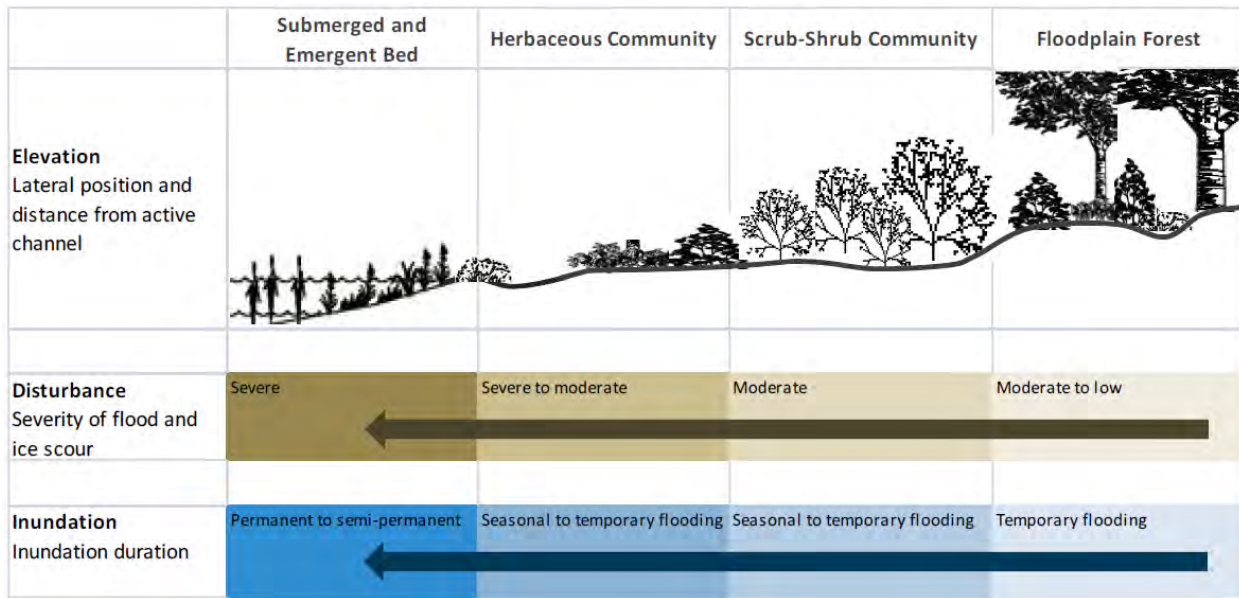 Submerged and
Emergent Bed
Herbaceous Community
Scrub-Shrub Community
Floodplain Forest
Elevation
Lateral position and
distance from active
channel
Disturbance
Severity of flood and
ice scour
Severe
Severe to moderate
Moderate
Moderate to low
Inundation
Inundation duration
Permanent to semi-permanent
Seasonal to temporary flooding
Seasonal to temporary flooding
Temporary flooding